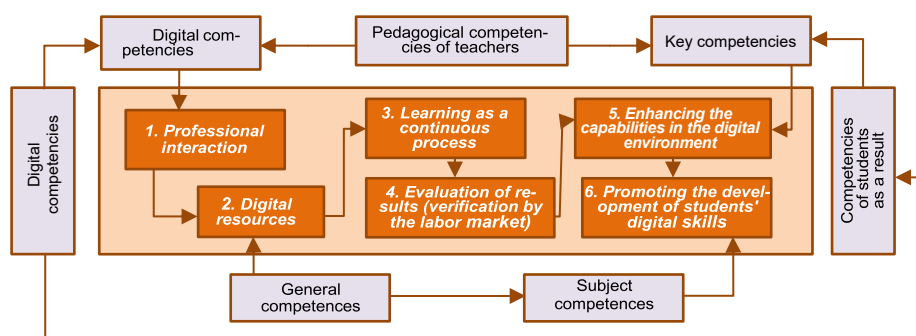 Digital com-
petencies
Pedagogical competen-
cies of teachers
Key competencies
Digital
competencies
1. Professional
interaction
2. Digital
resources
3. Learning as a
continuous
process
4. Evaluation of re-
sults (verification by
the labor market)
5. Enhancing the
capabilities in the digital
environment
6. Promoting the devel-
opment of students'
digital skills
Competencies
of students
as a result
General
competences
Subject
competences